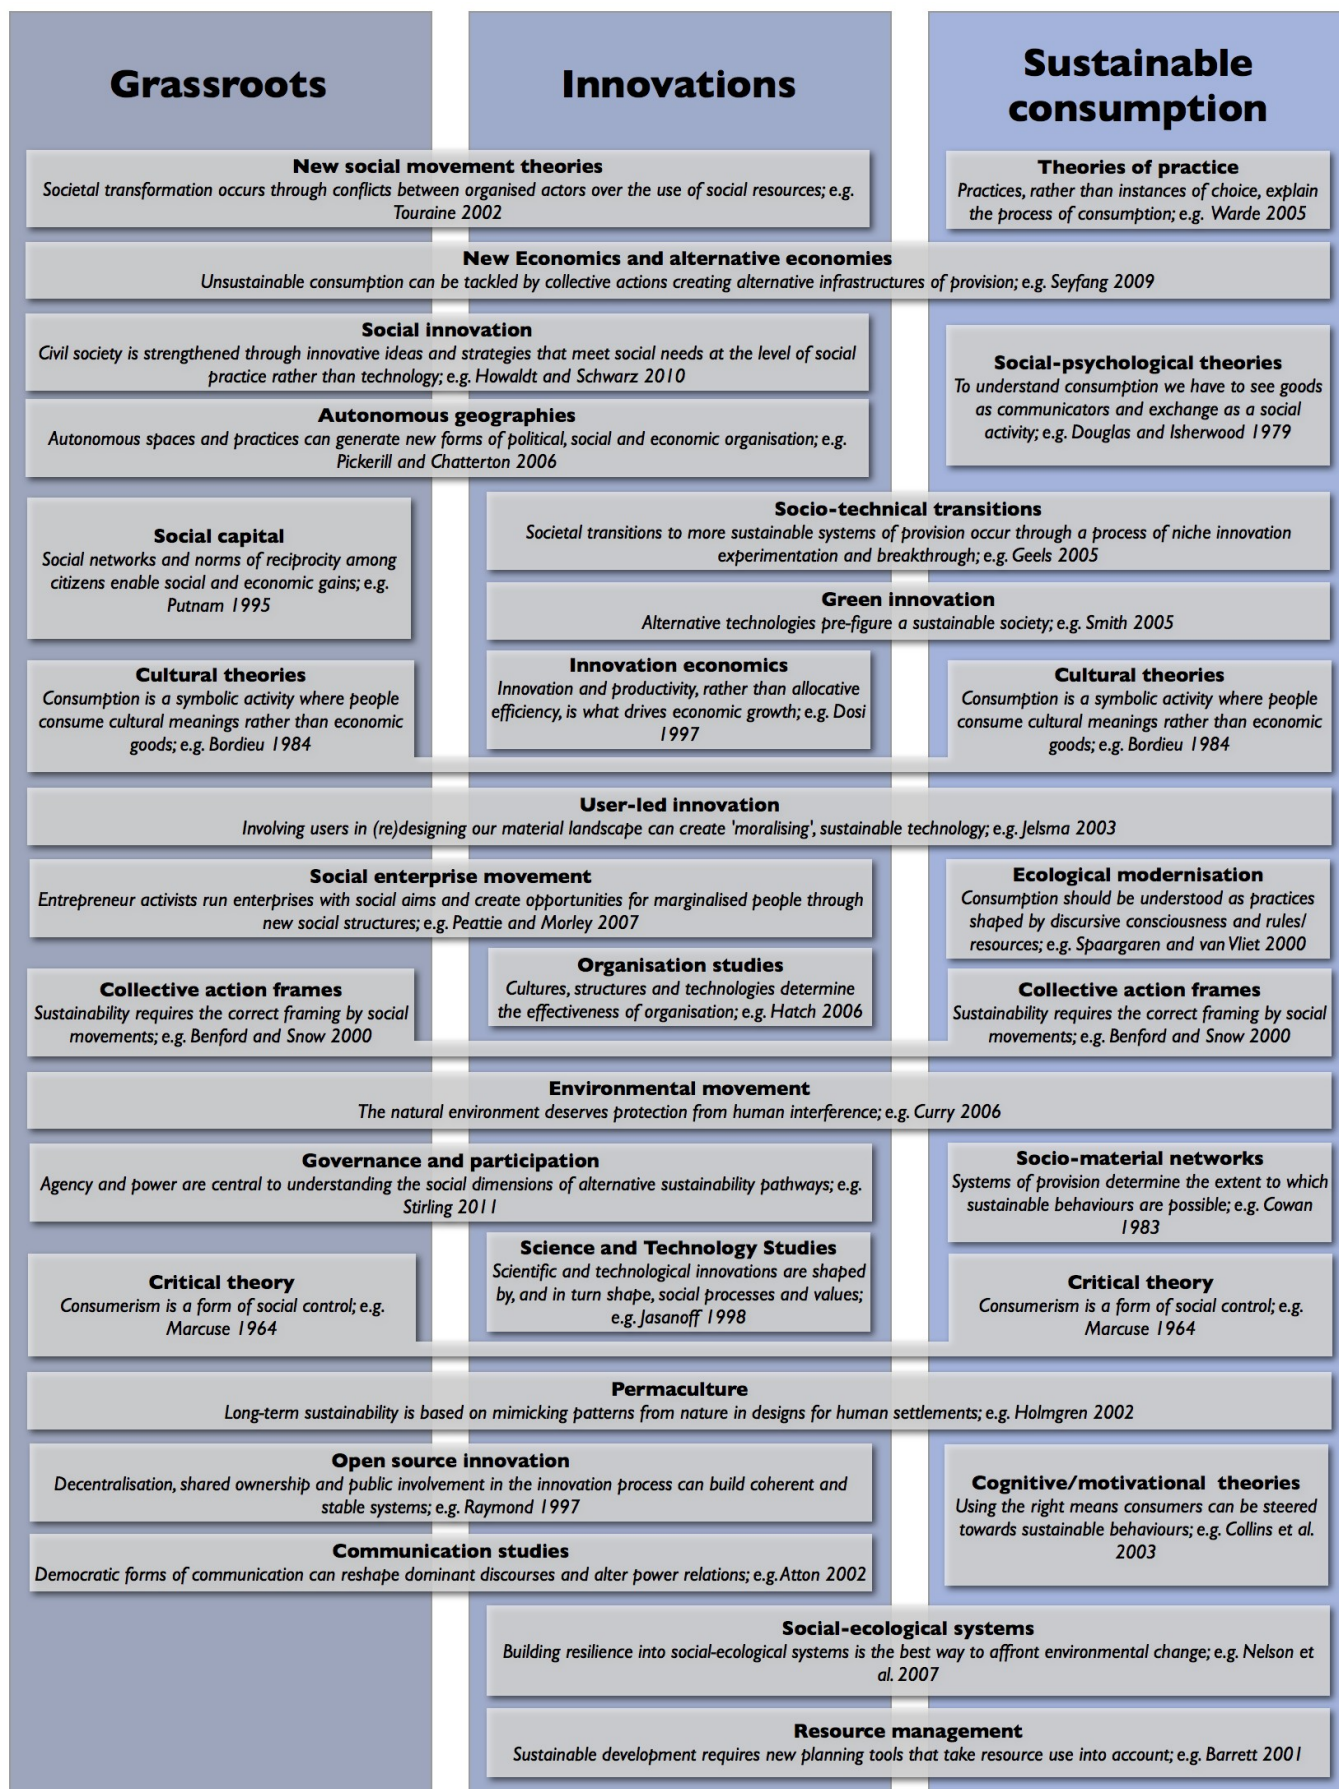 Grassroots
Innovations
Sustainable
consumption
New social movement theories
Societal transformation occurs through conflicts between organised actors over the use of social resources; e.g.
Touraine 2002
Theories of practice
Practices, rather than instances of choice, explain
the process of consumption; e.g. Warde 2005
New Economics and alternative economies
Unsustainable consumption can be tackled by collective actions creating alternative infrastructures of provision; e.g. Seyfang 2009
Social innovation
Civil society is strengthened through innovative ideas and strategies that meet social needs at the level of social
practice rather than technology; e.g. Howaldt and Schwarz 2010
Social-psychological theories
To understand consumption we have to see goods
as communicators and exchange as a social
activity; e.g. Douglas and Isherwood 1979
Autonomous geographies
Autonomous spaces and practices can generate new forms of political, social and economic organisation; e.g.
Pickerill and Chatterton 2006
Social capital
Social networks and norms of reciprocity among
citizens enable social and economic gains; e.g.
Putnam 1995
Socio-technical transitions
Societal transitions to more sustainable systems of provision occur through a process of niche innovation
experimentation and breakthrough; e.g. Geels 2005
Green innovation
Alternative technologies pre-figure a sustainable society; e.g. Smith 2005
Cultural theories
Consumption is a symbolic activity where people
consume cultural meanings rather than economic
goods; e.g. Bordieu 1984
Innovation economics
Innovation and productivity, rather than allocative
efficiency, is what drives economic growth; e.g. Dosi
1997
Cultural theories
Consumption is a symbolic activity where people
consume cultural meanings rather than economic
goods; e.g. Bordieu 1984
User-led innovation
Involving users in (re)designing our material landscape can create 'moralising', sustainable technology; e.g. Jelsma 2003
Social enterprise movement
Entrepreneur activists run enterprises with social aims and create opportunities for marginalised people through
new social structures; e.g. Peattie and Morley 2007
Ecological modernisation
Consumption should be understood as practices
shaped by discursive consciousness and rules/
resources; e.g. Spaargaren and van Vliet 2000
Organisation studies
Cultures, structures and technologies determine
the effectiveness of organisation; e.g. Hatch 2006
Collective action frames
Sustainability requires the correct framing by social
movements; e.g. Benford and Snow 2000
Collective action frames
Sustainability requires the correct framing by social
movements; e.g. Benford and Snow 2000
Environmental movement
The natural environment deserves protection from human interference; e.g. Curry 2006
Governance and participation
Agency and power are central to understanding the social dimensions of alternative sustainability pathways; e.g.
Stirling 2011
Socio-material networks
Systems of provision determine the extent to which
sustainable behaviours are possible; e.g. Cowan
1983
Science and Technology Studies
Scientific and technological innovations are shaped
by, and in turn shape, social processes and values;
e.g. Jasanoff 1998
Critical theory
Consumerism is a form of social control; e.g.
Marcuse 1964
Critical theory
Consumerism is a form of social control; e.g.
Marcuse 1964
Permaculture
Long-term sustainability is based on mimicking patterns from nature in designs for human settlements; e.g. Holmgren 2002
Open source innovation
Decentralisation, shared ownership and public involvement in the innovation process can build coherent and
stable systems; e.g. Raymond 1997
Cognitive/motivational theories
Using the right means consumers can be steered
towards sustainable behaviours; e.g. Collins et al.
2003
Communication studies
Democratic forms of communication can reshape dominant discourses and alter power relations; e.g. Atton 2002
Social-ecological systems
Building resilience into social-ecological systems is the best way to affront environmental change; e.g. Nelson et
al. 2007
Resource management
Sustainable development requires new planning tools that take resource use into account; e.g. Barrett 2001